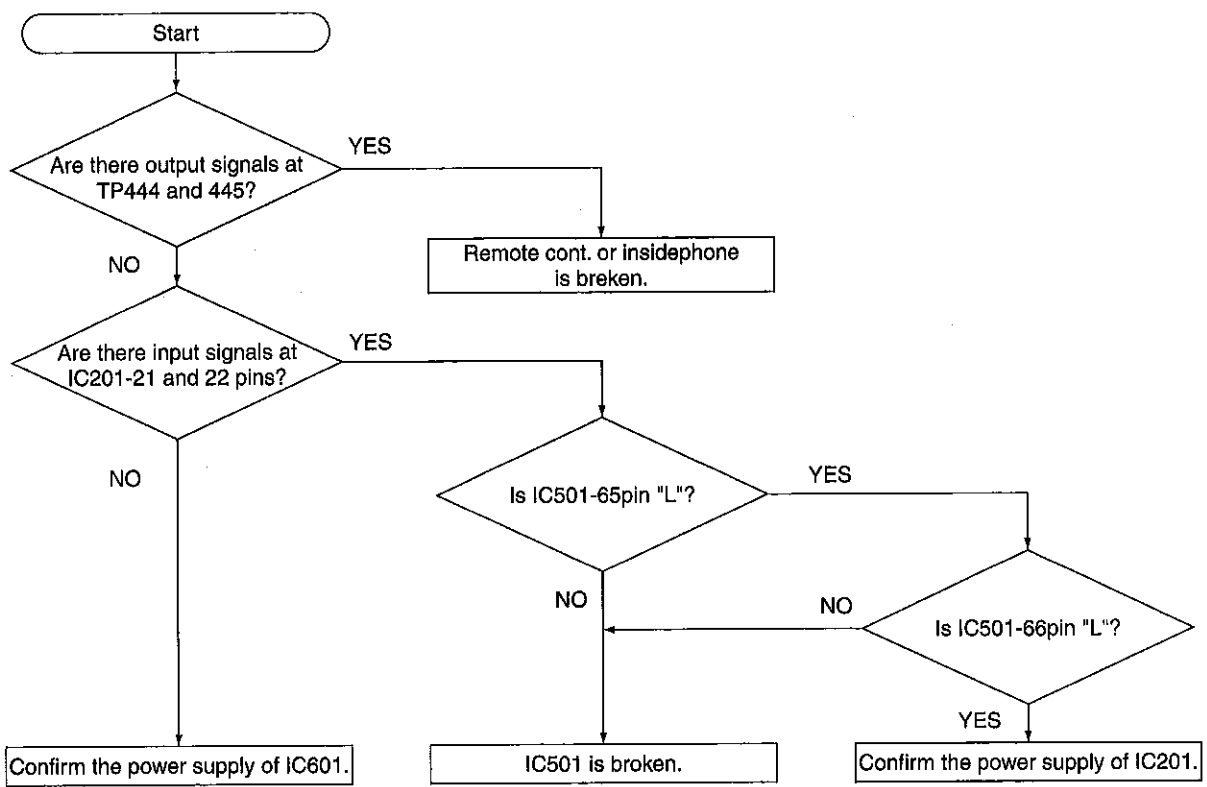 Start
Are there output signals at
TP444 and 445?
YES
Remote cont. or insidephone
is breken.
NO
Are there input signals at
IC201-21 and 22 pins?
YES
NO
Is IC501-65pin "L"?
YES
NO
Is IC501-66pin "L"?
NO
YES
Confirm the power supply of IC601.
IC501 is broken.
Confirm the power supply of IC201.